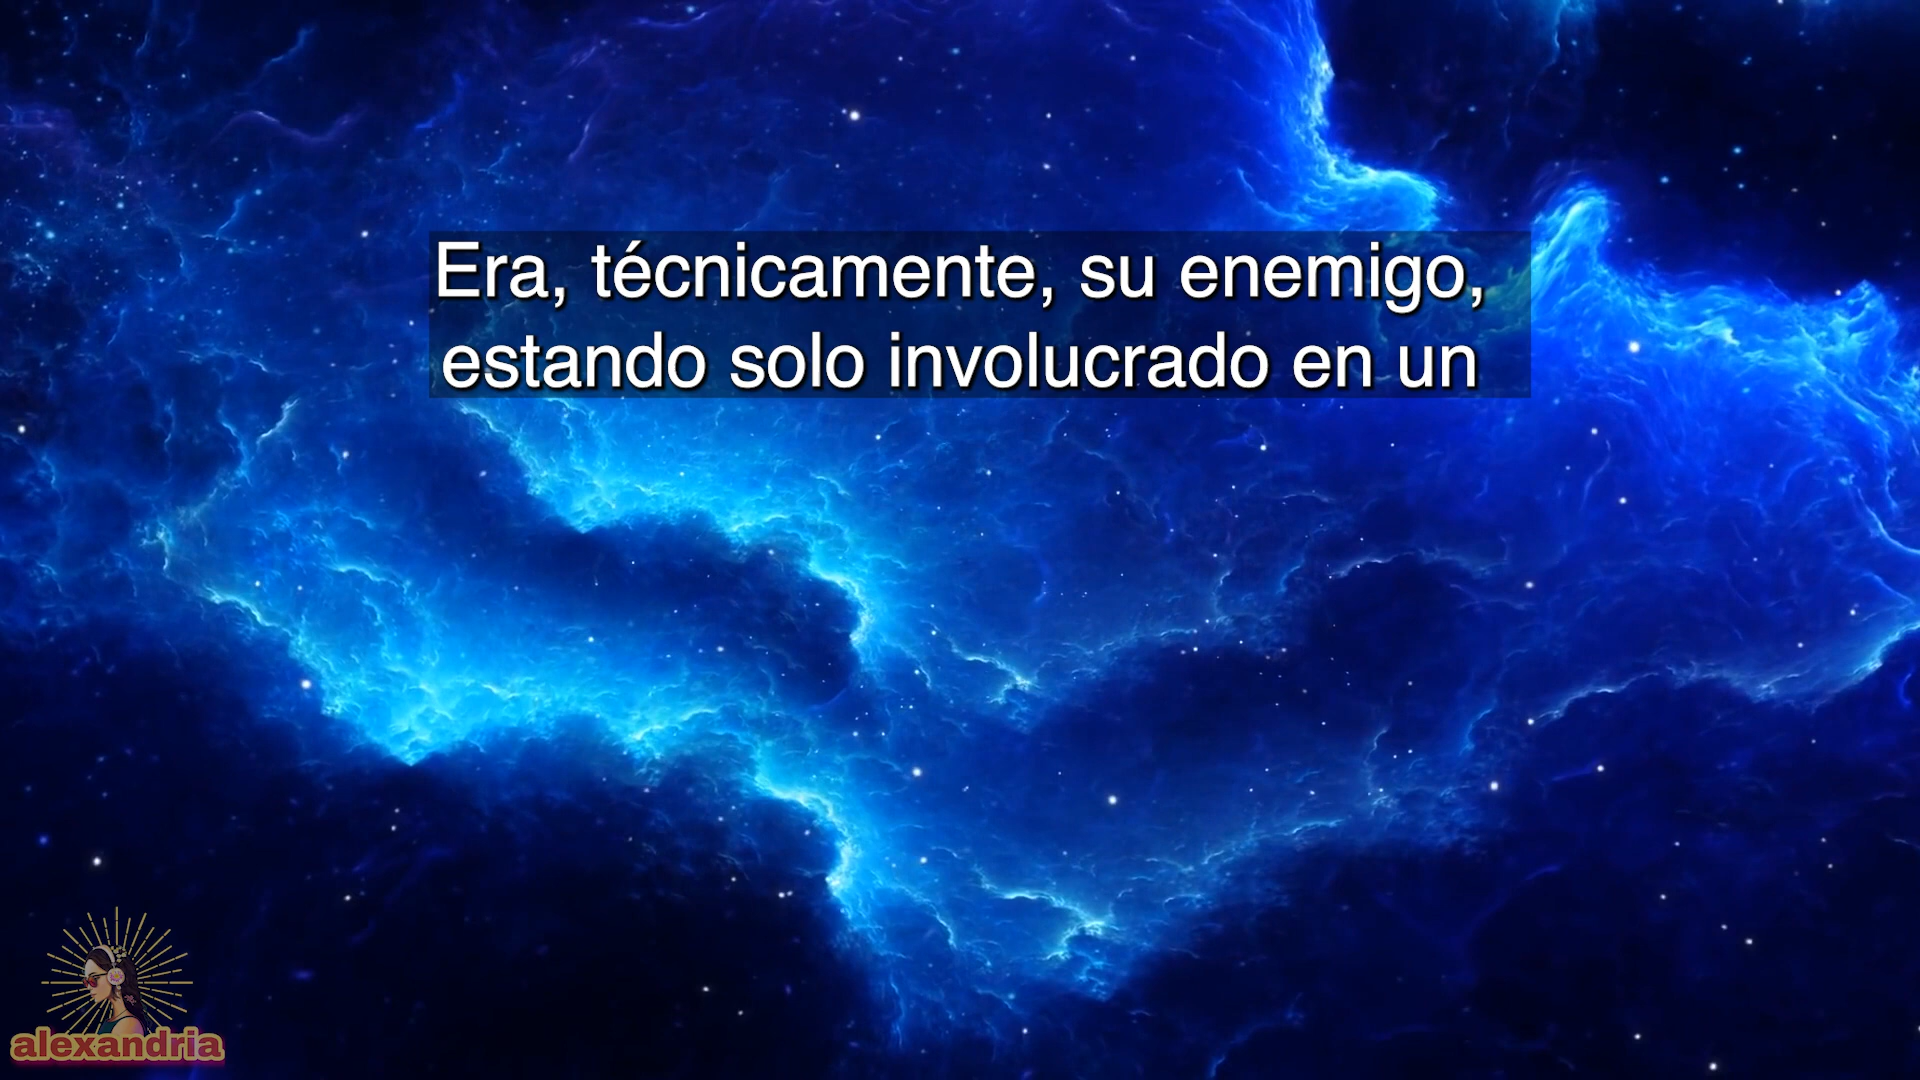 Era, técnicamente, su enemigo,
estando solo involucrado en un
alexandria